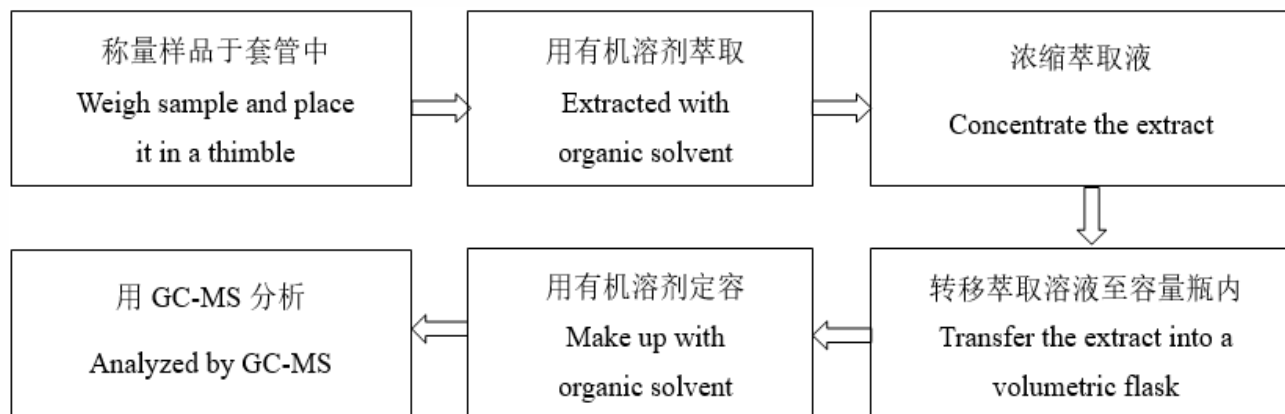 称量样品于套管中
Weigh sample and place
it in a thimble
用有机溶剂萃取
Extracted with
organic solvent
浓缩萃取液
Concentrate the extract
转移萃取溶液至容量瓶内
Transfer the extract into a
volumetric flask
用有机溶剂定容
Make up with
organic solvent
用 GC-MS 分析
Analyzed by GC-MS